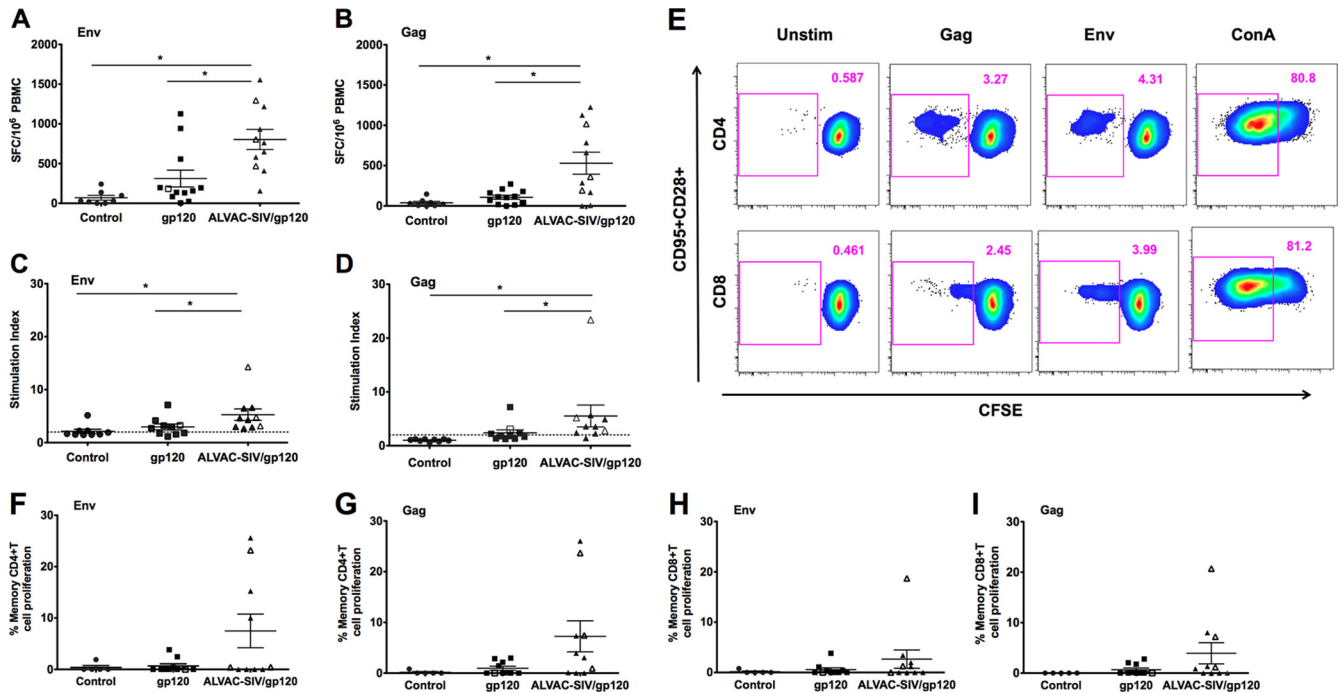 A
Env
2000
1500
1000
500
0
SFC/10⁶ PBMC
*
*
Control
gp120
ALVAC-SIV/gp120
B
Gag
2000
1500
1000
500
0
SFC/10⁶ PBMC
*
*
Control
gp120
ALVAC-SIV/gp120
E
Unstim
Gag
Env
ConA
CD4
0.587
3.27
4.31
80.8
CD8
0.461
2.45
3.99
81.2
CD95+CD28+
CFSE
C
Env
30
20
10
0
Stimulation Index
*
*
Control
gp120
ALVAC-SIV/gp120
D
Gag
30
20
10
0
Stimulation Index
*
*
Control
gp120
ALVAC-SIV/gp120
F
Env
30
20
10
0
% Memory CD4+T
cell proliferation
Control
gp120
ALVAC-SIV/gp120
G
Gag
30
20
10
0
% Memory CD4+T
cell proliferation
Control
gp120
ALVAC-SIV/gp120
H
Env
30
20
10
0
% Memory CD8+T
cell proliferation
Control
gp120
ALVAC-SIV/gp120
I
Gag
30
20
10
0
% Memory CD8+T
cell proliferation
Control
gp120
ALVAC-SIV/gp120